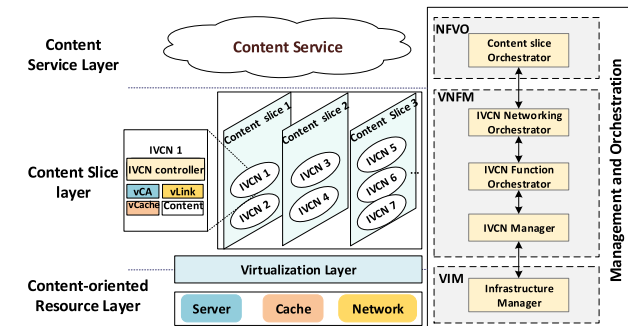 Content
Service Layer
Content Service
Content Slice
layer
IVCN 1
IVCN controller
vCA
vLink
vCache
Content
Content slice 1
IVCN 1
IVCN 2
Content slice 2
IVCN 3
IVCN 4
Content Slice 3
IVCN 5
IVCN 6
IVCN 7
...
Content-oriented
Resource Layer
Virtualization Layer
Server
Cache
Network
NFVO
Content slice
Orchestrator
VNFM
IVCN Networking
Orchestrator
IVCN Function
Orchestrator
IVCN Manager
VIM
Infrastructure
Manager
Management and Orchestration